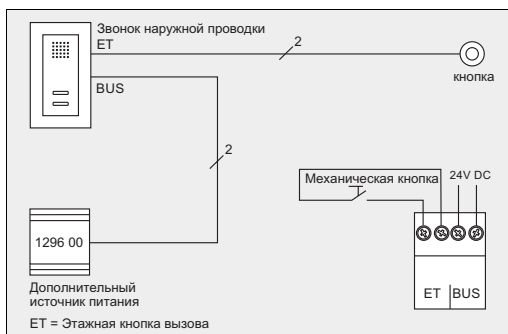 Звонок наружной проводки
ET
2
кнопка
BUS
2
Механическая кнопка
24V DC
1296 00
ET BUS
Дополнительный
источник питания
ET = Этажная кнопка вызова